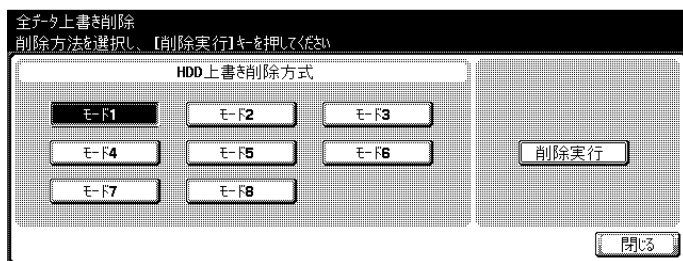 全ﾃﾞｰﾀ上書き削除
削除方法を選択し、【削除実行】ｷｰを押してください
HDD上書き削除方式
ﾓｰﾄﾞ1 ﾓｰﾄﾞ2 ﾓｰﾄﾞ3
ﾓｰﾄﾞ4 ﾓｰﾄﾞ5 ﾓｰﾄﾞ6 削除実行
ﾓｰﾄﾞ7 ﾓｰﾄﾞ8
閉じる